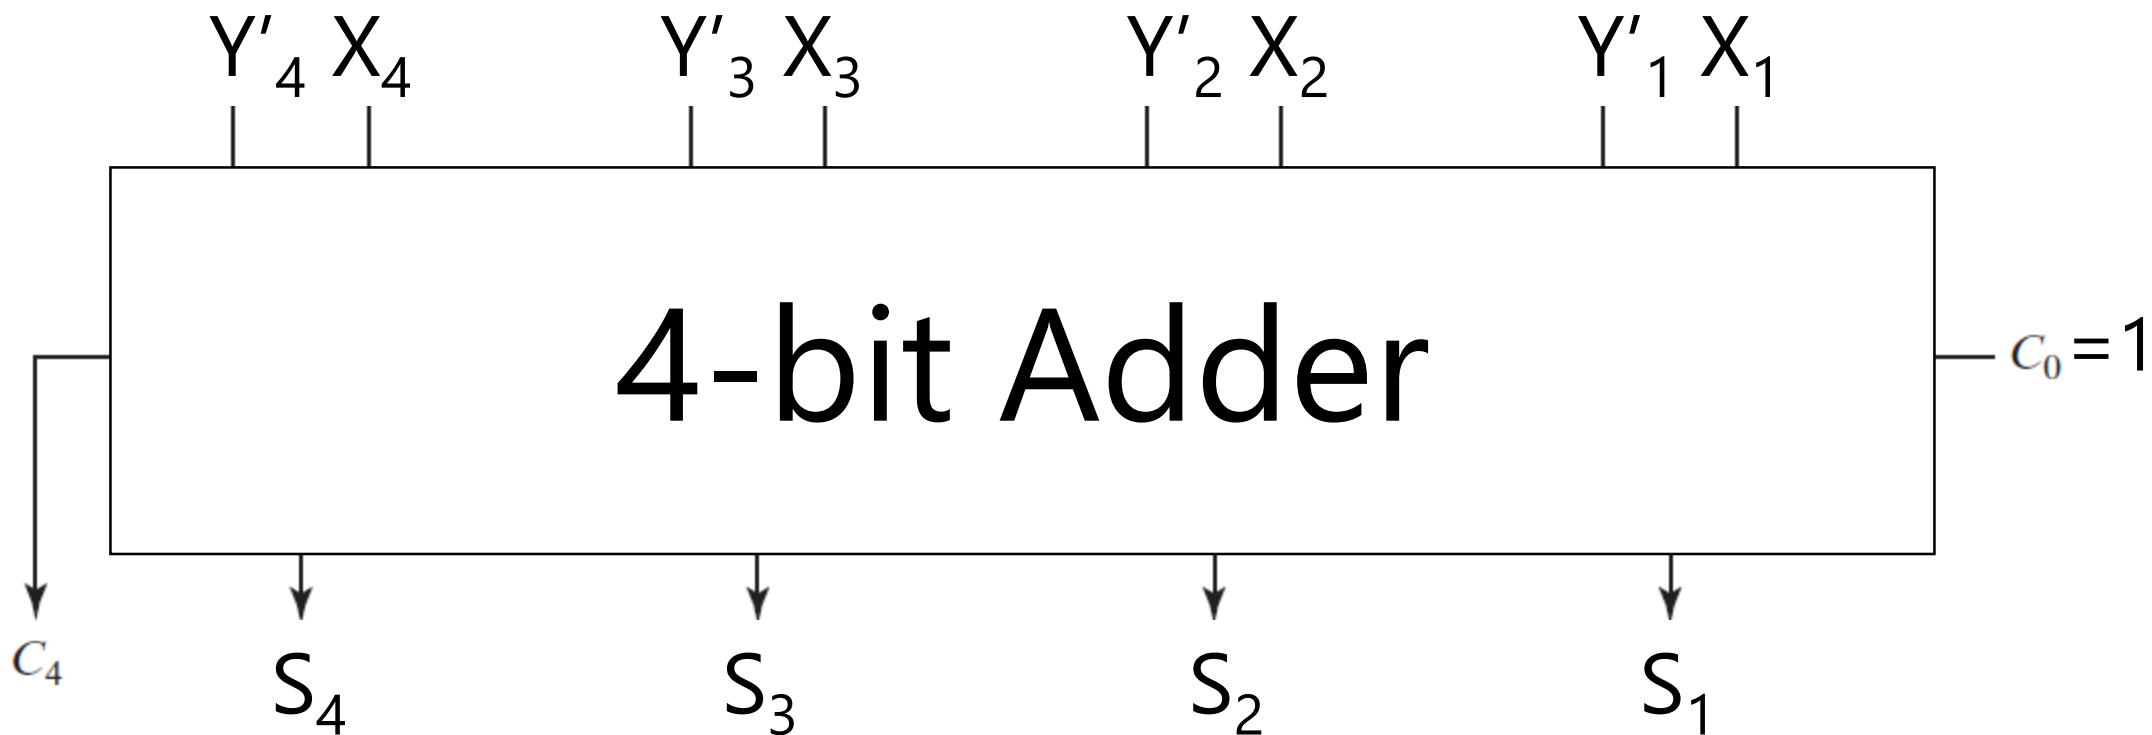 Y′₄ X₄ Y′₃ X₃ Y′₂ X₂ Y′₁ X₁
4-bit Adder
C₀ = 1
C₄ S₄ S₃ S₂ S₁